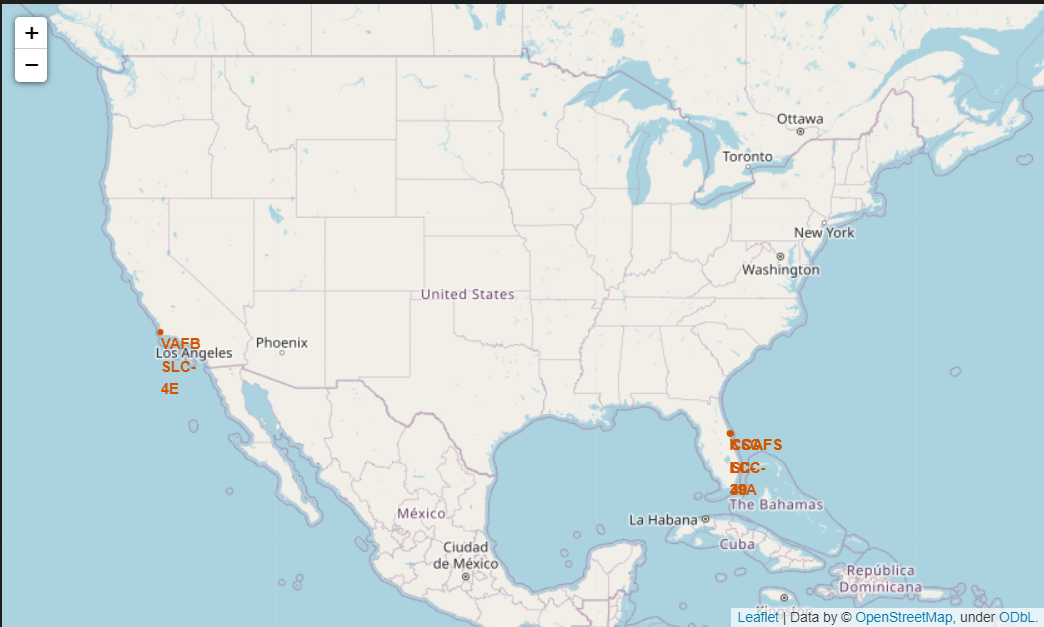 +
−
Ottawa
Toronto
New York
Washington
United States
VAFB
SLC-
4E
Los Angeles
Phoenix
The Bahamas
La Habana
México
Cuba
Ciudad
de México
República
Dominicana
Leaflet | Data by © OpenStreetMap, under ODbL.